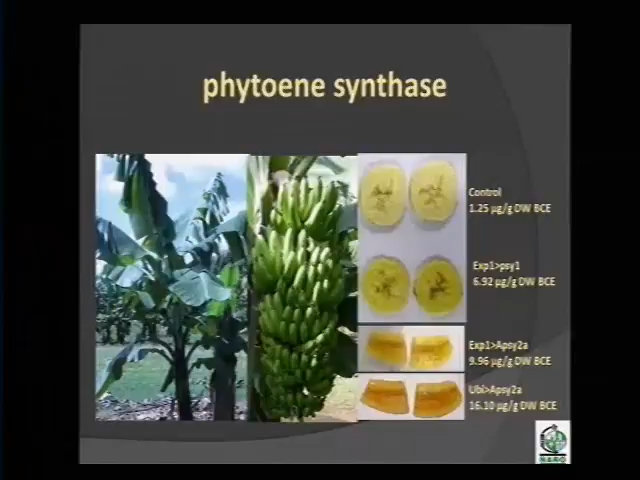 phytoene synthase
Control
1.25 µg/g DW BCE
Exp1>psy1
6.92 µg/g DW BCE
Exp1>Apsy2a
9.96 µg/g DW BCE
Ubi>Apsy2a
16.10 µg/g DW BCE
NARO